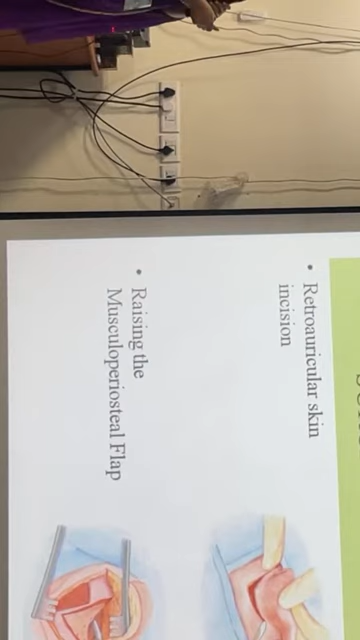 • Retroauricular skin
incision
• Raising the
Musculoperiosteal Flap